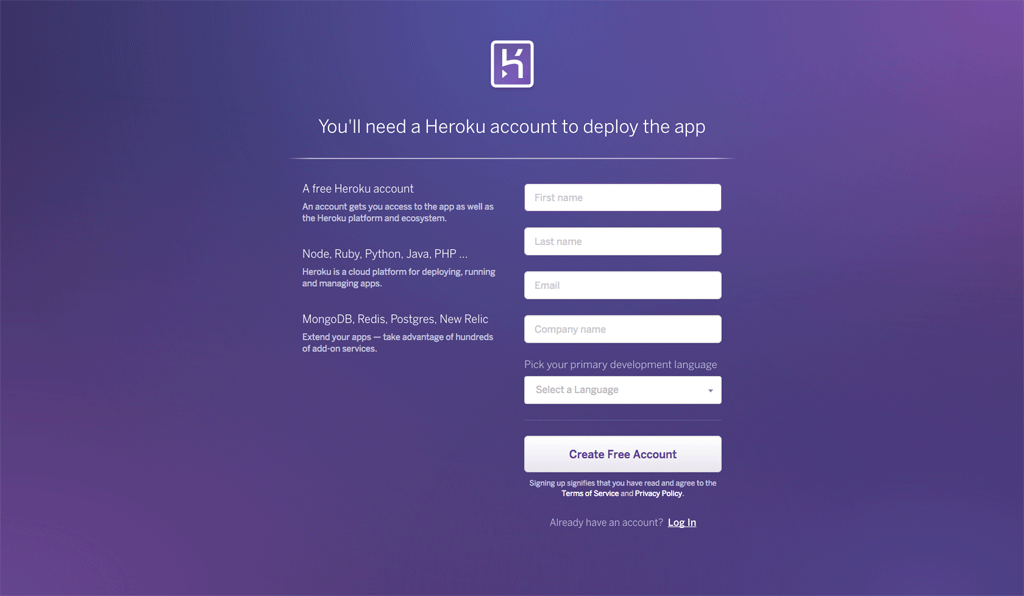 You'll need a Heroku account to deploy the app
A free Heroku account
An account gets you access to the app as well as
the Heroku platform and ecosystem.
Node, Ruby, Python, Java, PHP ...
Heroku is a cloud platform for deploying, running
and managing apps.
MongoDB, Redis, Postgres, New Relic
Extend your apps — take advantage of hundreds
of add-on services.
First name
Last name
Email
Company name
Pick your primary development language
Select a Language
Create Free Account
Signing up signifies that you have read and agree to the
Terms of Service and Privacy Policy.
Already have an account? Log In